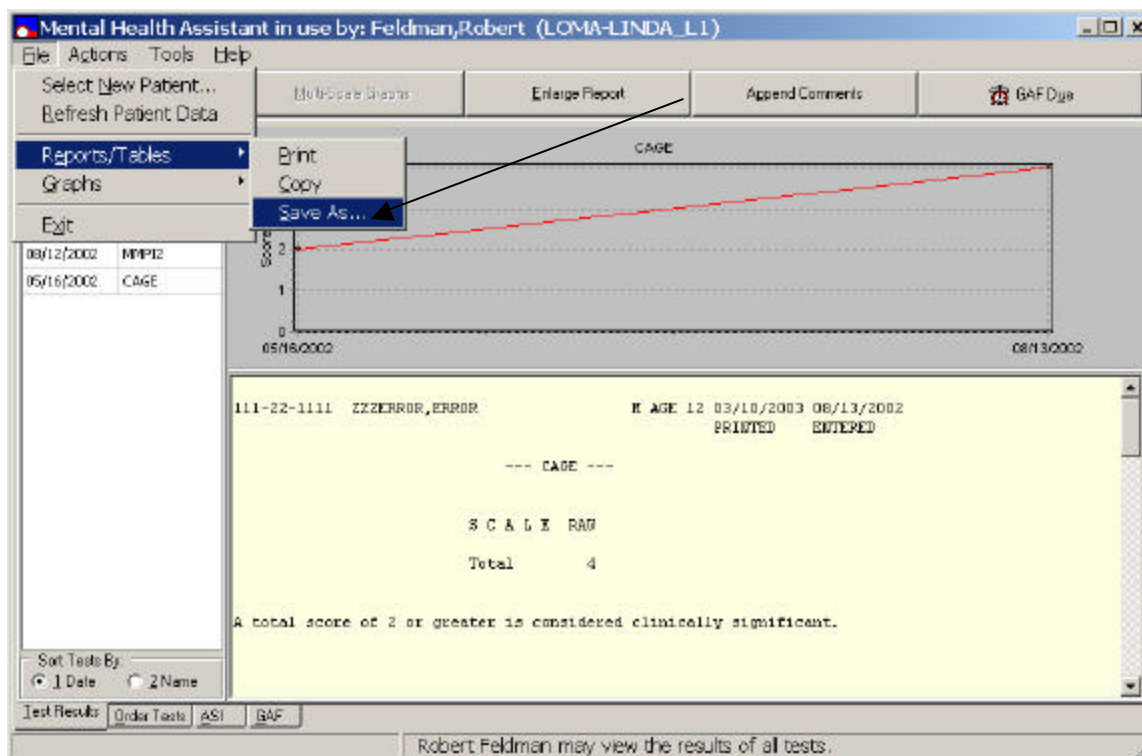 Mental Health Assistant in use by: Feldman,Robert (LOMA-LINDA_L1)
File Actions Tools Help
Select New Patient...
Refresh Patient Data
Reports/Tables
Graphs
Exit
Print
Copy
Save As...
Multi-Scale Graphs
Enlarge Report
Append Comments
GAF Due
CAGE
Score
2
1
0
05/16/2002
08/13/2002
08/12/2002 MMPI2
05/16/2002 CAGE
111-22-1111 ZZZERROR,ERROR M AGE 12 03/10/2003 08/13/2002
PRINTED ENTERED
--- CAGE ---
S C A L E RAW
Total 4
A total score of 2 or greater is considered clinically significant.
Sort Tests By:
1 Date 2 Name
Test Results Order Tests ASI GAF
Robert Feldman may view the results of all tests.